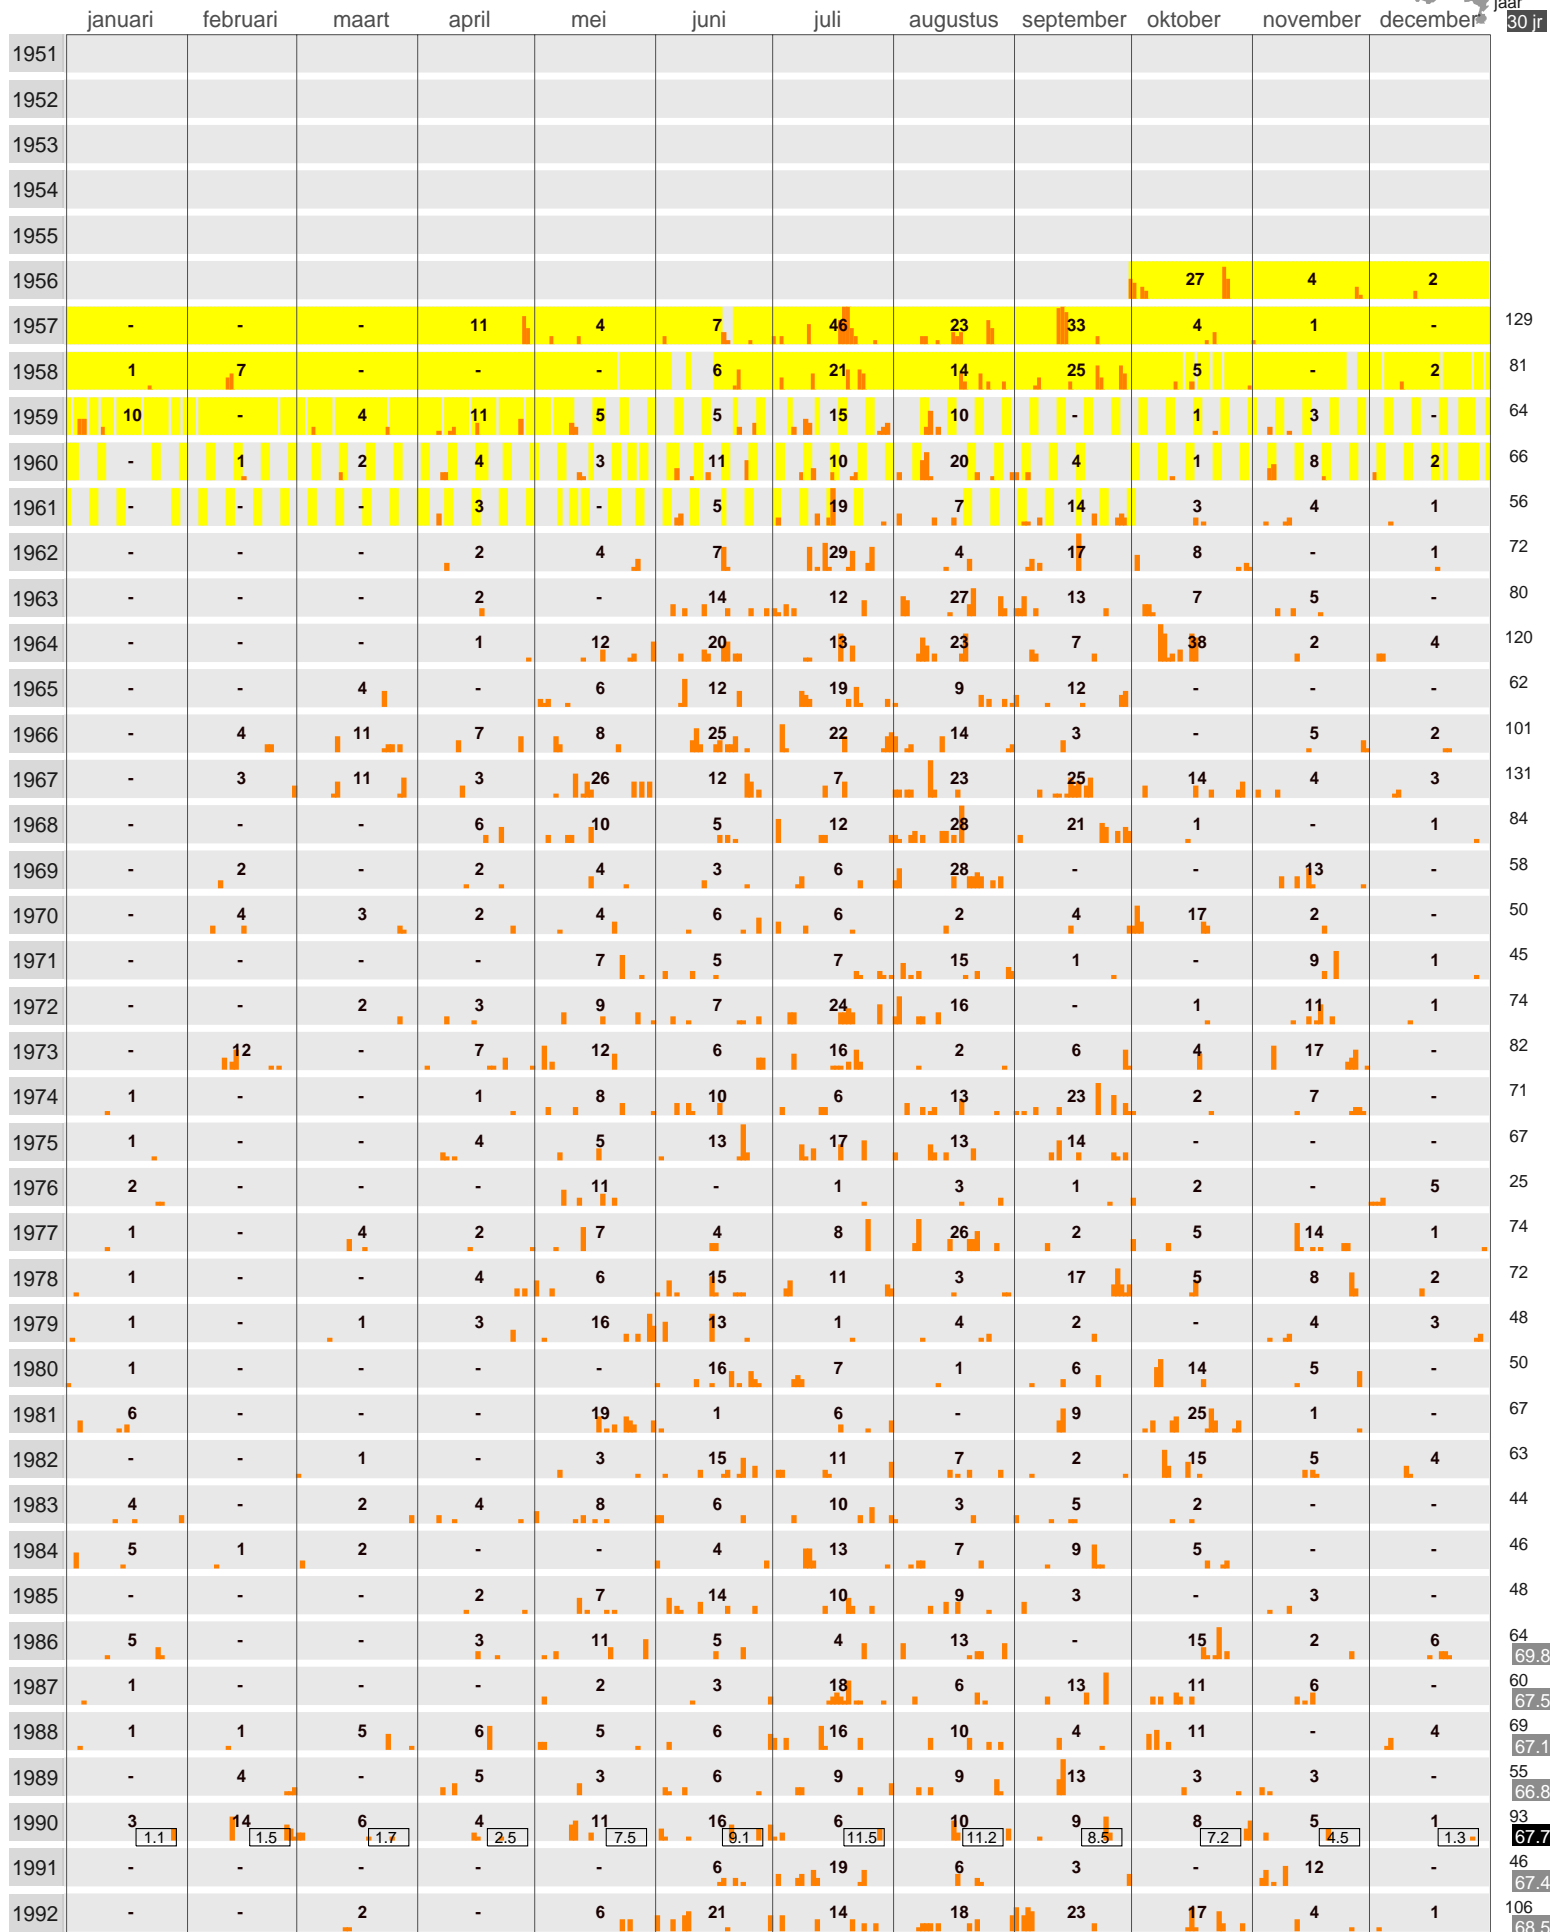 jaar
januari februari maart april mei juni juli augustus september oktober november december 30 jr
1951
1952
1953
1954
1955
1956 27 4 2
1957 - - - 11 4 7 46 23 33 4 1 - 129
1958 1 7 - - - 6 21 14 25 5 - 2 81
1959 10 - 4 11 5 5 15 10 - 1 3 - 64
1960 - 1 2 4 3 11 10 20 4 1 8 2 66
1961 - - - 3 - 5 19 7 14 3 4 1 56
1962 - - - 2 4 7 29 4 17 8 - 1 72
1963 - - - 2 - 14 12 27 13 7 5 - 80
1964 - - - 1 12 20 13 23 7 38 2 4 120
1965 - - 4 - 6 12 19 9 12 - - - 62
1966 - 4 11 7 8 25 22 14 3 - 5 2 101
1967 - 3 11 3 26 12 7 23 25 14 4 3 131
1968 - - - 6 10 5 12 28 21 1 - 1 84
1969 - 2 - 2 4 3 6 28 - - 13 - 58
1970 - 4 3 2 4 6 6 2 4 17 2 - 50
1971 - - - - 7 5 7 15 1 - 9 1 45
1972 - - 2 3 9 7 24 16 - 1 11 1 74
1973 - 12 - 7 12 6 16 2 6 4 17 - 82
1974 1 - - 1 8 10 6 13 23 2 7 - 71
1975 1 - - 4 5 13 17 13 14 - - - 67
1976 2 - - - 11 - 1 3 1 2 - 5 25
1977 1 - 4 2 7 4 8 26 2 5 14 1 74
1978 1 - - 4 6 15 11 3 17 5 8 2 72
1979 1 - 1 3 16 13 1 4 2 - 4 3 48
1980 1 - - - - 16 7 1 6 14 5 - 50
1981 6 - - - 19 1 6 - 9 25 1 - 67
1982 - - 1 - 3 15 11 7 2 15 5 4 63
1983 4 - 2 4 8 6 10 3 5 2 - - 44
1984 5 1 2 - - 4 13 7 9 5 - - 46
1985 - - - 2 7 14 10 9 3 - 3 - 48
1986 5 - - 3 11 5 4 13 - 15 2 6 64
69.8
1987 1 - - - 2 3 18 6 13 11 6 - 60
67.5
1988 1 1 5 6 5 6 16 10 4 11 - 4 69
67.1
1989 - 4 - 5 3 6 9 9 13 3 3 - 55
66.8
1990 3 14 6 4 11 16 6 10 9 8 5 1 93
1.1 1.5 1.7 2.5 7.5 9.1 11.5 11.2 8.5 7.2 4.5 1.3 67.7
1991 - - - - - 6 19 6 3 - 12 - 46
67.4
1992 - - 2 - 6 21 14 18 23 17 4 1 106
68.5